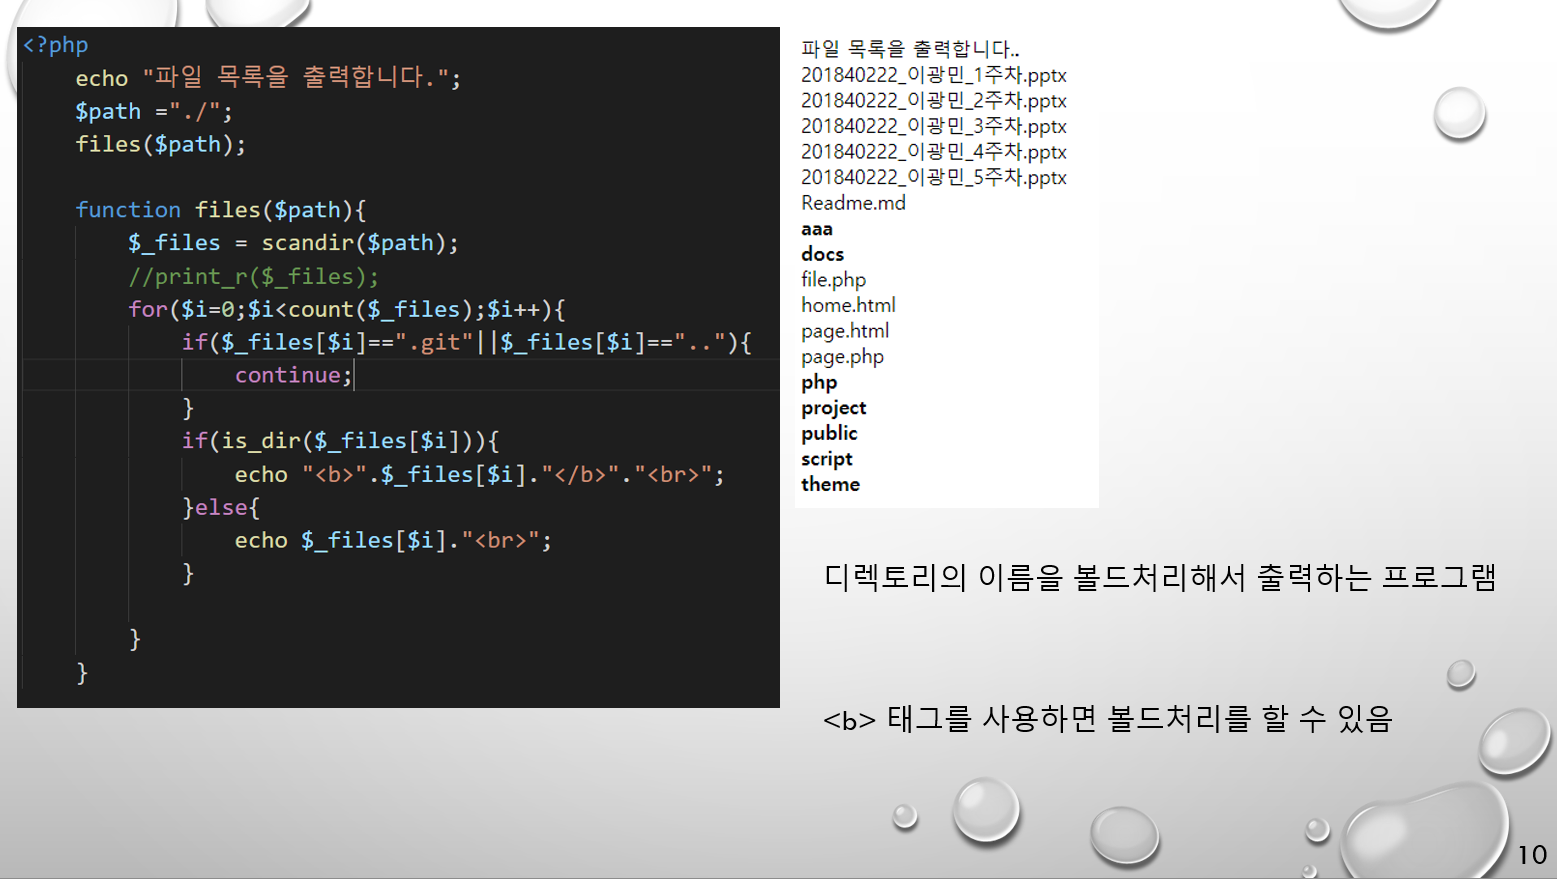 <?php
    echo "파일 목록을 출력합니다.";
    $path ="./";
    files($path);

    function files($path){
        $_files = scandir($path);
        //print_r($_files);
        for($i=0;$i<count($_files);$i++){
            if($_files[$i]==".git"||$_files[$i]==".."){
                continue;
            }
            if(is_dir($_files[$i])){
                echo "<b>".$_files[$i]."</b>"."<br>";
            }else{
                echo $_files[$i]."<br>";
            }

        }
    }
파일 목록을 출력합니다..
201840222_이광민_1주차.pptx
201840222_이광민_2주차.pptx
201840222_이광민_3주차.pptx
201840222_이광민_4주차.pptx
201840222_이광민_5주차.pptx
Readme.md
aaa
docs
file.php
home.html
page.html
page.php
php
project
public
script
theme
디렉토리의 이름을 볼드처리해서 출력하는 프로그램
<b> 태그를 사용하면 볼드처리를 할 수 있음
10